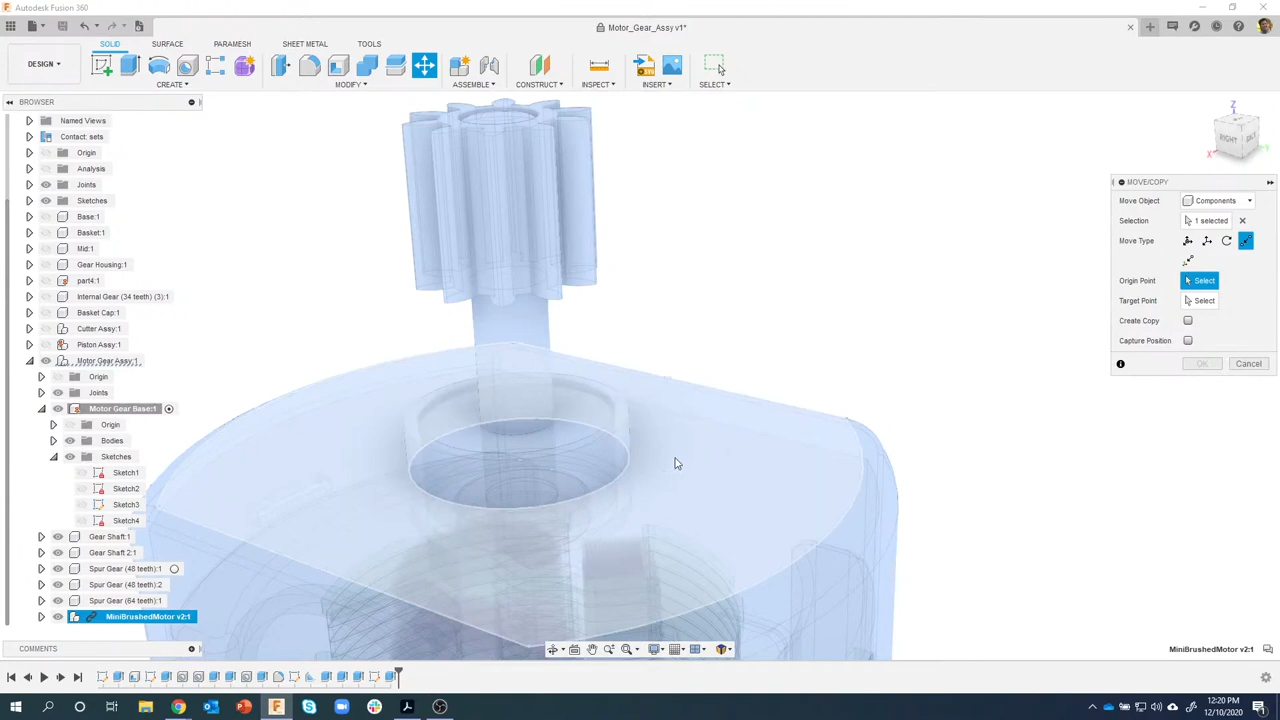 Autodesk Fusion 360
Motor_Gear_Assy v1*
SOLID SURFACE PARAMESH SHEET METAL TOOLS
DESIGN ▾
CREATE ▾ MODIFY ▾ ASSEMBLE ▾ CONSTRUCT ▾ INSPECT ▾ INSERT ▾ SELECT ▾
BROWSER
Named Views
Contact: sets
Origin
Analysis
Joints
Sketches
Base:1
Basket:1
Mid:1
Gear Housing:1
part4:1
Internal Gear (34 teeth) (3):1
Basket Cap:1
Cutter Assy:1
Piston Assy:1
Motor Gear Assy:1
Origin
Joints
Motor Gear Base:1
Origin
Bodies
Sketches
Sketch1
Sketch2
Sketch3
Sketch4
Gear Shaft:1
Gear Shaft 2:1
Spur Gear (48 teeth):1
Spur Gear (48 teeth):2
Spur Gear (64 teeth):1
MiniBrushedMotor v2:1
Z
RIGHT
X
Y
MOVE/COPY
Move Object Components
Selection 1 selected
Move Type
Origin Point Select
Target Point Select
Create Copy
Capture Position
OK Cancel
COMMENTS
MiniBrushedMotor v2:1
12:20 PM
12/10/2020